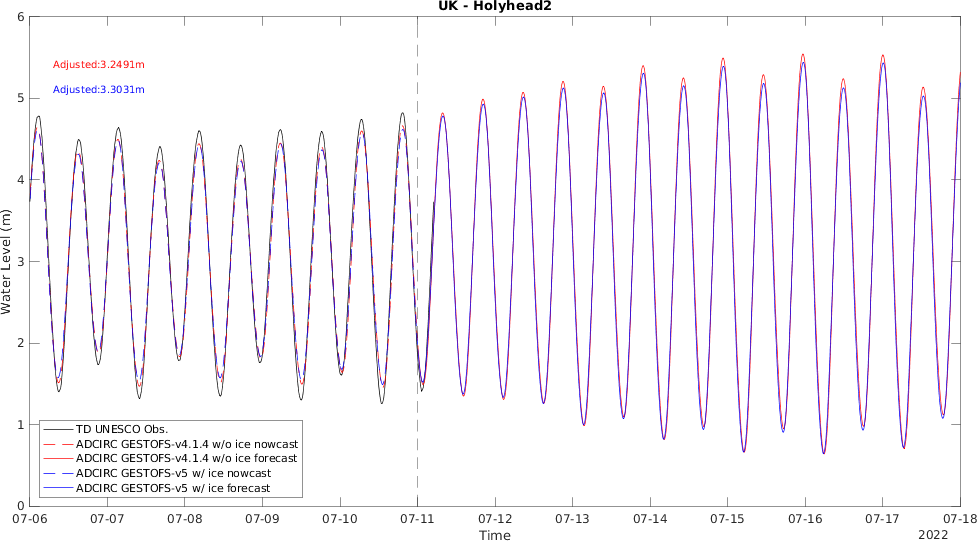 UK - Holyhead2
Adjusted:3.2491m
Adjusted:3.3031m
6
5
4
3
2
1
0
Water Level (m)
TD UNESCO Obs.
ADCIRC GESTOFS-v4.1.4 w/o ice nowcast
ADCIRC GESTOFS-v4.1.4 w/o ice forecast
ADCIRC GESTOFS-v5 w/ ice nowcast
ADCIRC GESTOFS-v5 w/ ice forecast
07-06 07-07 07-08 07-09 07-10 07-11 07-12 07-13 07-14 07-15 07-16 07-17 07-18
Time
2022